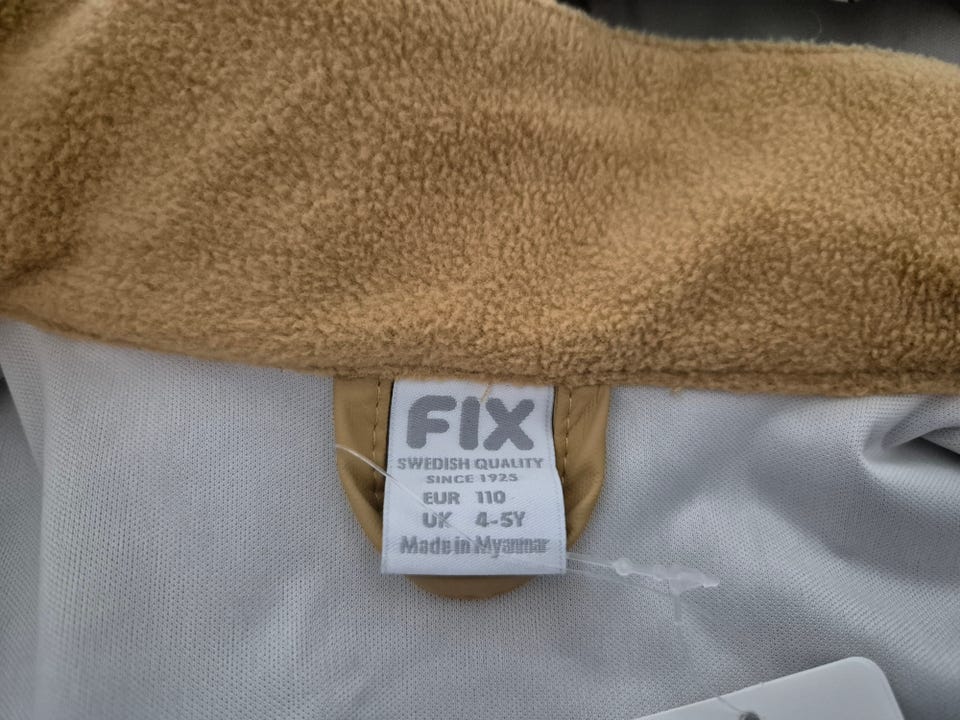 FIX
SWEDISH QUALITY
SINCE 1925
EUR 110
UK 4-5Y
Made in Myanmar